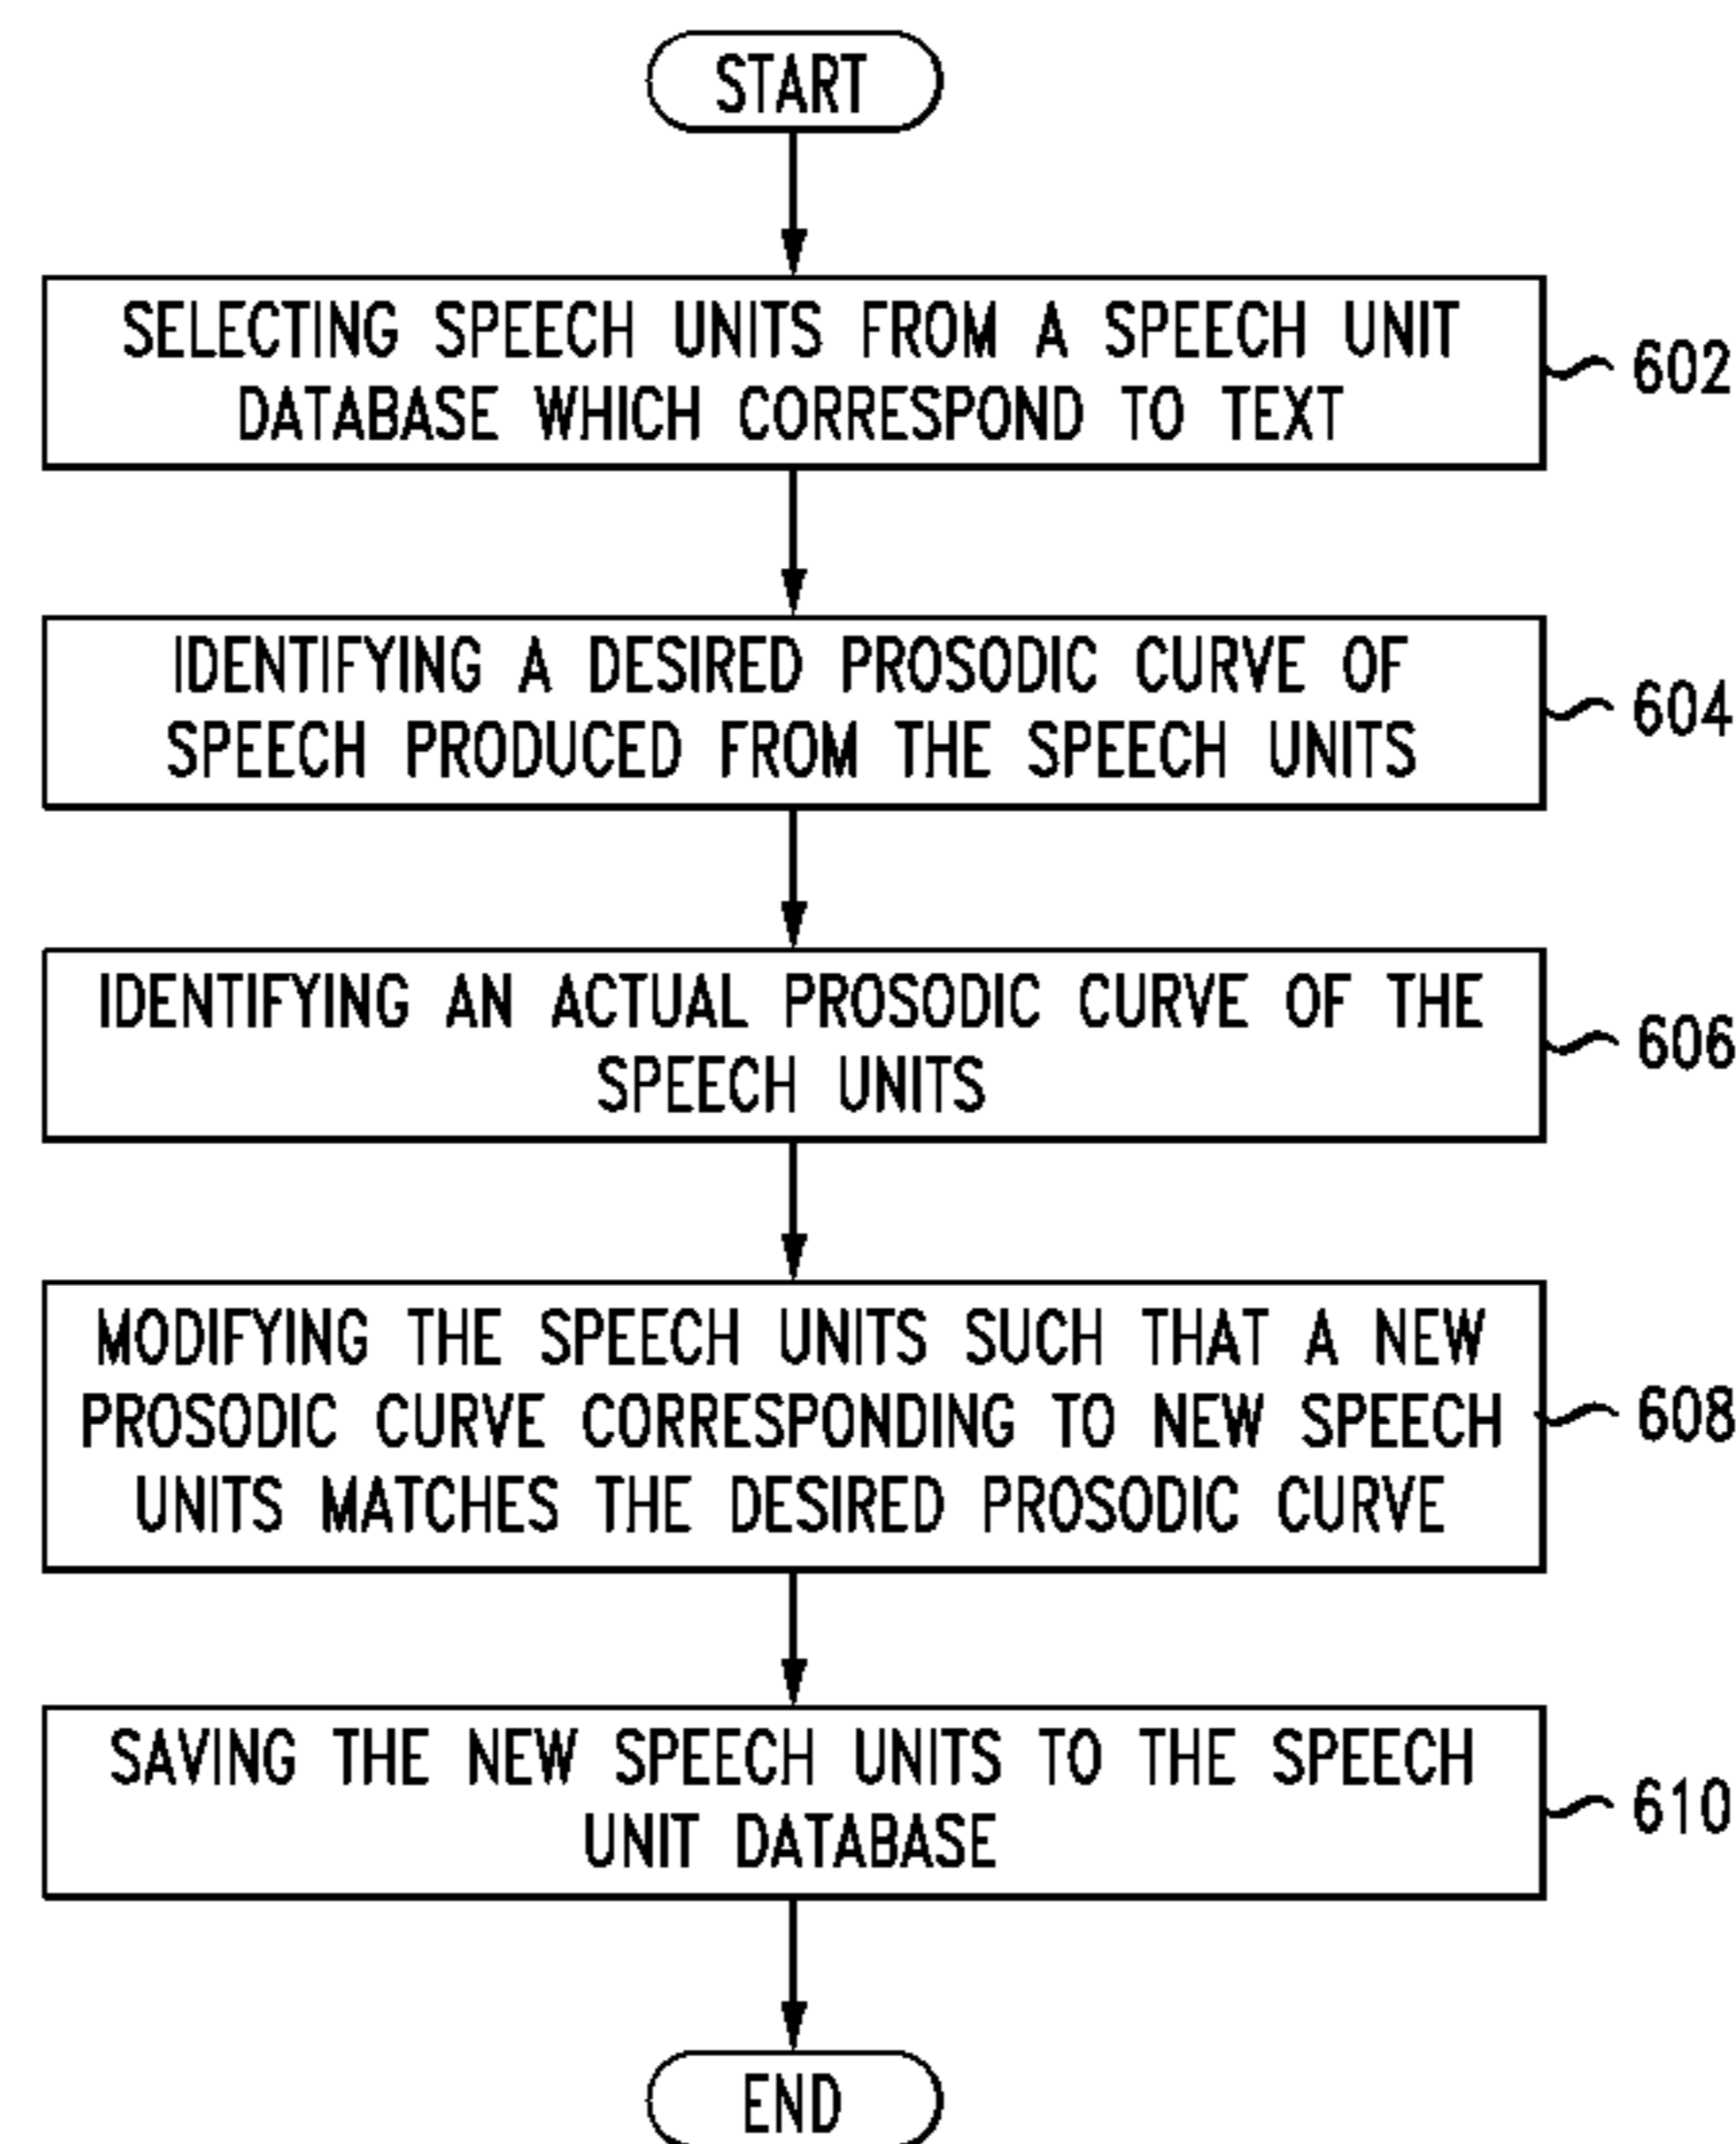 START
SELECTING SPEECH UNITS FROM A SPEECH UNIT
DATABASE WHICH CORRESPOND TO TEXT
602
IDENTIFYING A DESIRED PROSODIC CURVE OF
SPEECH PRODUCED FROM THE SPEECH UNITS
604
IDENTIFYING AN ACTUAL PROSODIC CURVE OF THE
SPEECH UNITS
606
MODIFYING THE SPEECH UNITS SUCH THAT A NEW
PROSODIC CURVE CORRESPONDING TO NEW SPEECH
UNITS MATCHES THE DESIRED PROSODIC CURVE
608
SAVING THE NEW SPEECH UNITS TO THE SPEECH
UNIT DATABASE
610
END